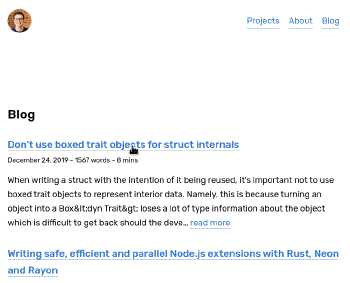 Projects About Blog
Blog
Don't use boxed trait objects for struct internals
December 24, 2019 - 1567 words - 8 mins
When writing a struct with the intention of it being reused, it's important not to use
boxed trait objects to represent interior data. Namely, this is because turning an
object into a Box&lt;dyn Trait&gt; loses a lot of type information about the object
which is difficult to get back should the deve... read more
Writing safe, efficient and parallel Node.js extensions with Rust, Neon
and Rayon